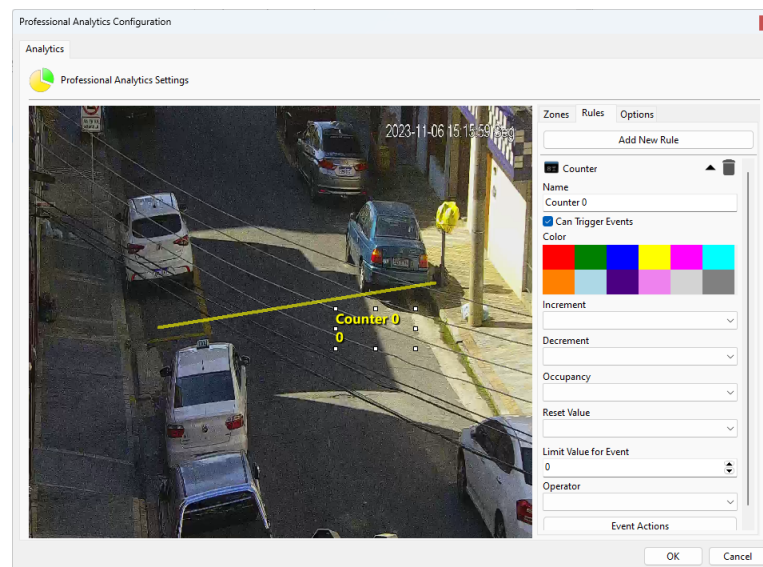 Professional Analytics Configuration
Analytics
Professional Analytics Settings
2023-11-06 15:15:59 Seg
Counter 0
0
Zones Rules Options
Add New Rule
Counter
Name
Counter 0
Can Trigger Events
Color
Increment
Decrement
Occupancy
Reset Value
Limit Value for Event
0
Operator
Event Actions
OK Cancel